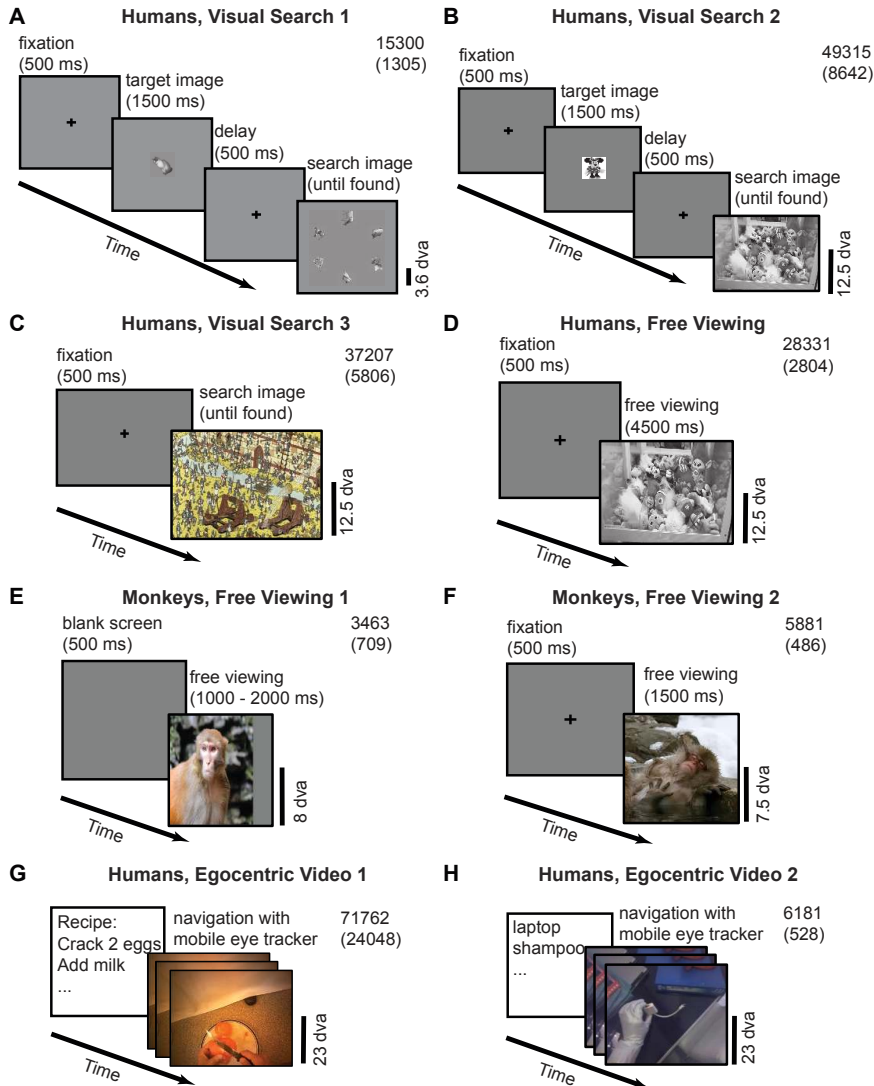 A Humans, Visual Search 1
fixation
(500 ms)
15300
(1305)
target image
(1500 ms)
delay
(500 ms)
search image
(until found)
Time
3.6 dva
B Humans, Visual Search 2
fixation
(500 ms)
49315
(8642)
target image
(1500 ms)
delay
(500 ms)
search image
(until found)
Time
12.5 dva
C Humans, Visual Search 3
fixation
(500 ms)
37207
(5806)
search image
(until found)
Time
12.5 dva
D Humans, Free Viewing
fixation
(500 ms)
28331
(2804)
free viewing
(4500 ms)
Time
12.5 dva
E Monkeys, Free Viewing 1
blank screen
(500 ms)
3463
(709)
free viewing
(1000 - 2000 ms)
Time
8 dva
F Monkeys, Free Viewing 2
fixation
(500 ms)
5881
(486)
free viewing
(1500 ms)
Time
7.5 dva
G Humans, Egocentric Video 1
Recipe:
Crack 2 eggs
Add milk
...
navigation with
mobile eye tracker
71762
(24048)
Time
23 dva
H Humans, Egocentric Video 2
laptop
shampoo
...
navigation with
mobile eye tracker
6181
(528)
Time
23 dva